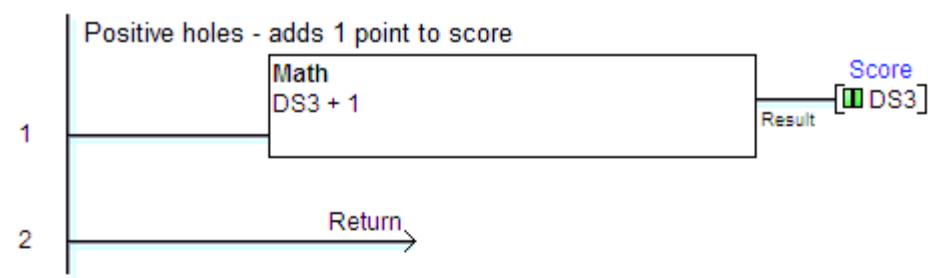 Positive holes - adds 1 point to score
Math
DS3 + 1
Score
DS3
Result
1
Return
2